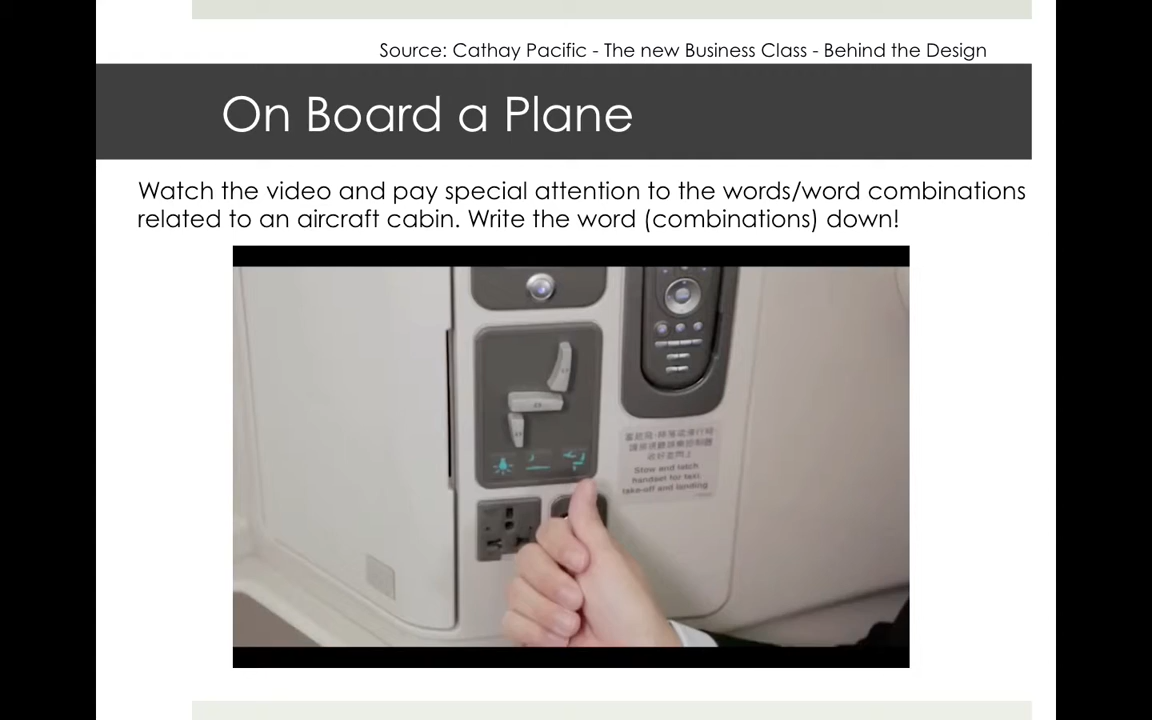 Source: Cathay Pacific - The new Business Class - Behind the Design
On Board a Plane
Watch the video and pay special attention to the words/word combinations
related to an aircraft cabin. Write the word (combinations) down!
Stow and latch
handset for taxi,
take-off and landing